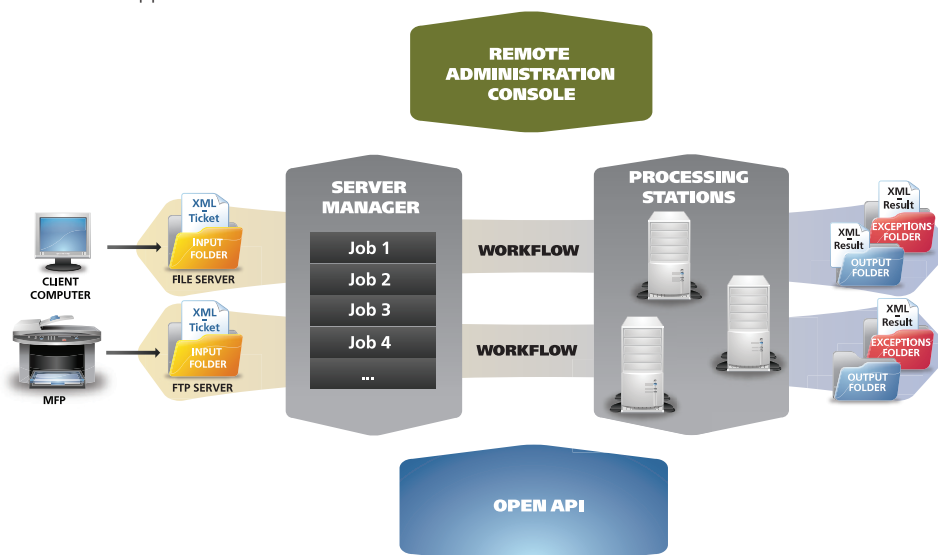 REMOTE
ADMINISTRATION
CONSOLE
SERVER
MANAGER
Job 1
Job 2
Job 3
Job 4
...
PROCESSING
STATIONS
WORKFLOW
WORKFLOW
CLIENT
COMPUTER
MFP
XML
-
Ticket
INPUT
FOLDER
FILE SERVER
XML
-
Ticket
INPUT
FOLDER
FTP SERVER
XML
-
Result
EXCEPTIONS
FOLDER
XML
-
Result
OUTPUT
FOLDER
XML
-
Result
EXCEPTIONS
FOLDER
OUTPUT
FOLDER
OPEN API